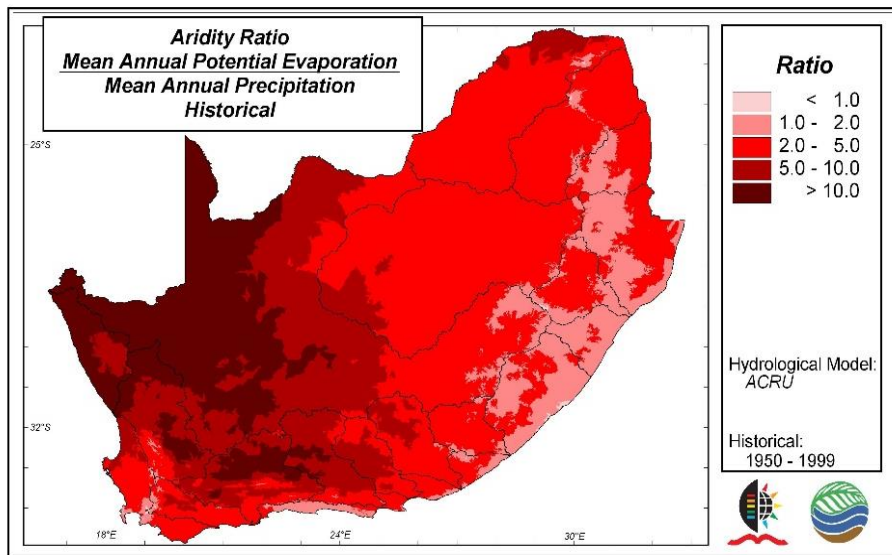 Aridity Ratio
Mean Annual Potential Evaporation
Mean Annual Precipitation
Historical
Ratio
< 1.0
1.0 - 2.0
2.0 - 5.0
5.0 - 10.0
> 10.0
25°S
32°S
18°E
24°E
30°E
Hydrological Model:
ACRU
Historical:
1950 - 1999